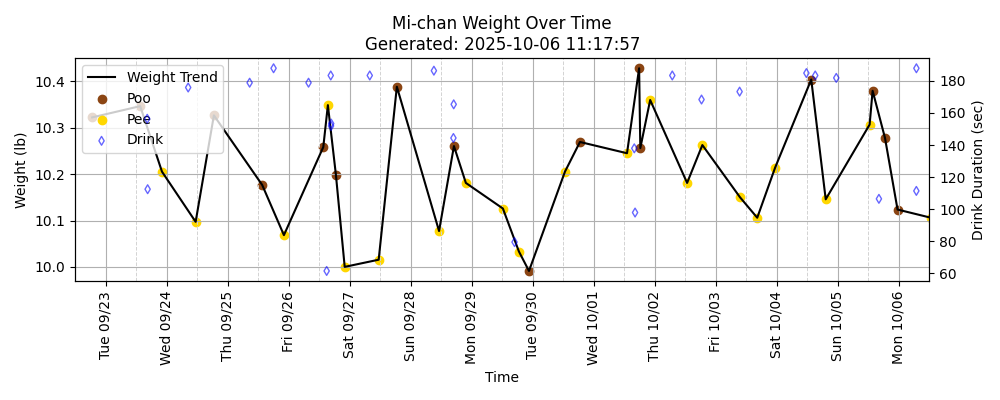 Mi-chan Weight Over Time
Generated: 2025-10-06 11:17:57
Weight (lb)
10.4
10.3
10.2
10.1
10.0
Weight Trend
Poo
Pee
Drink
180
160
140
120
100
80
60
Drink Duration (sec)
Tue 09/23
Wed 09/24
Thu 09/25
Fri 09/26
Sat 09/27
Sun 09/28
Mon 09/29
Tue 09/30
Wed 10/01
Thu 10/02
Fri 10/03
Sat 10/04
Sun 10/05
Mon 10/06
Time